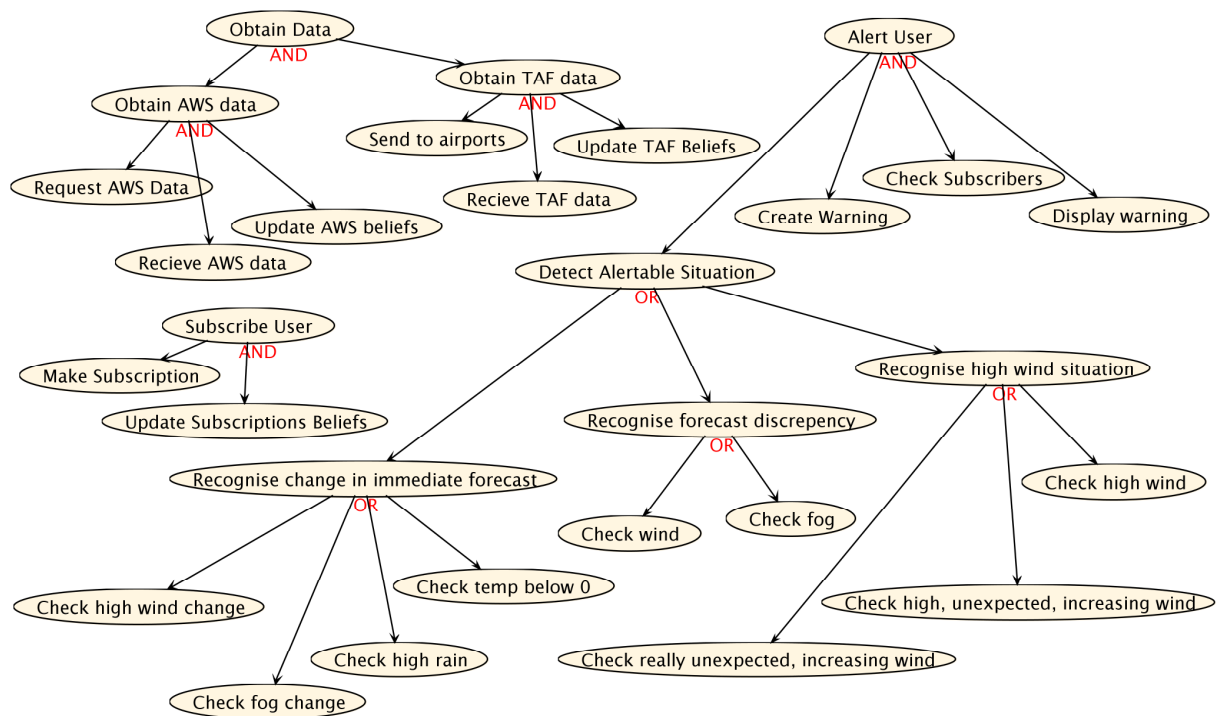 Obtain Data
AND
Alert User
AND
Obtain TAF data
AND
Obtain AWS data
AND
Send to airports
Update TAF Beliefs
Request AWS Data
Recieve TAF data
Check Subscribers
Create Warning
Display warning
Update AWS beliefs
Recieve AWS data
Detect Alertable Situation
OR
Subscribe User
AND
Make Subscription
Update Subscriptions Beliefs
Recognise high wind situation
OR
Recognise forecast discrepency
OR
Recognise change in immediate forecast
OR
Check high wind
Check wind
Check fog
Check temp below 0
Check high wind change
Check high, unexpected, increasing wind
Check high rain
Check really unexpected, increasing wind
Check fog change